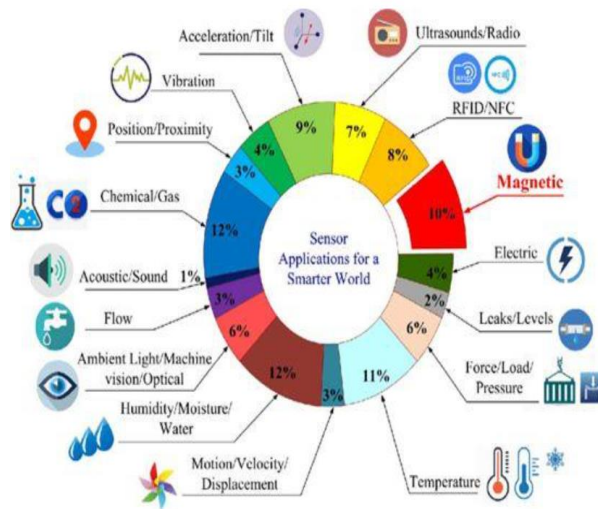 Acceleration/Tilt
Ultrasounds/Radio
Vibration
RFID/NFC
Position/Proximity
Magnetic
Chemical/Gas
CO2
Electric
Acoustic/Sound
Leaks/Levels
Flow
Ambient Light/Machine
vision/Optical
Force/Load/
Pressure
Humidity/Moisture/
Water
Motion/Velocity/
Displacement
Temperature
Sensor
Applications for a
Smarter World
9%
7%
8%
10%
4%
2%
6%
11%
3%
12%
6%
3%
1%
12%
3%
4%